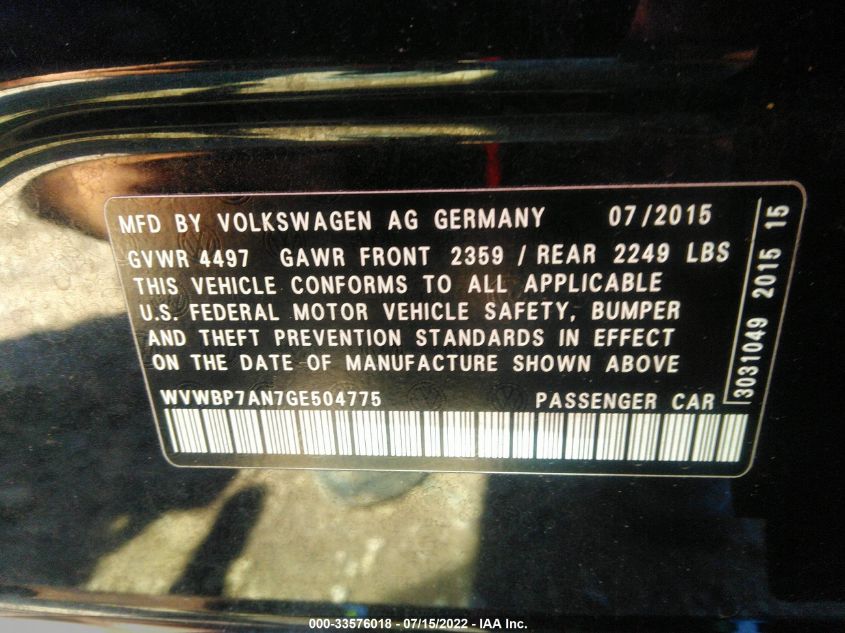 MFD BY VOLKSWAGEN AG GERMANY 07/2015
GVWR 4497 GAWR FRONT 2359 / REAR 2249 LBS
THIS VEHICLE CONFORMS TO ALL APPLICABLE
U.S. FEDERAL MOTOR VEHICLE SAFETY, BUMPER
AND THEFT PREVENTION STANDARDS IN EFFECT
ON THE DATE OF MANUFACTURE SHOWN ABOVE
WVWBP7AN7GE504775 PASSENGER CAR
3031049 2015 15
000-33576018 - 07/15/2022 - IAA Inc.